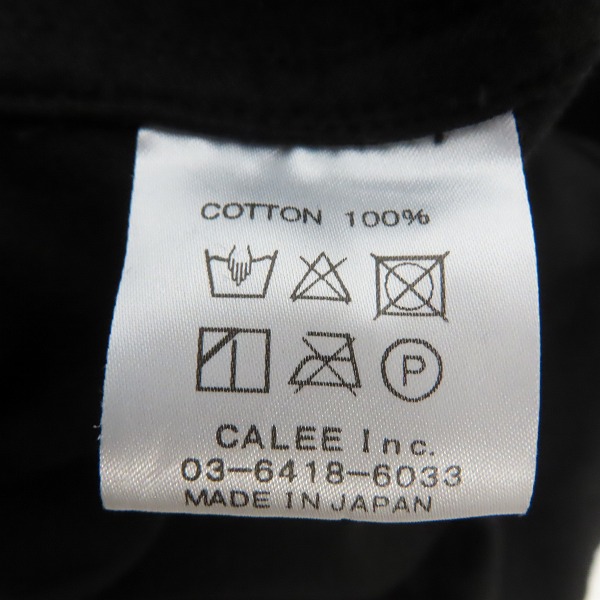 COTTON 100%
P
CALEE Inc.
03-6418-6033
MADE IN JAPAN